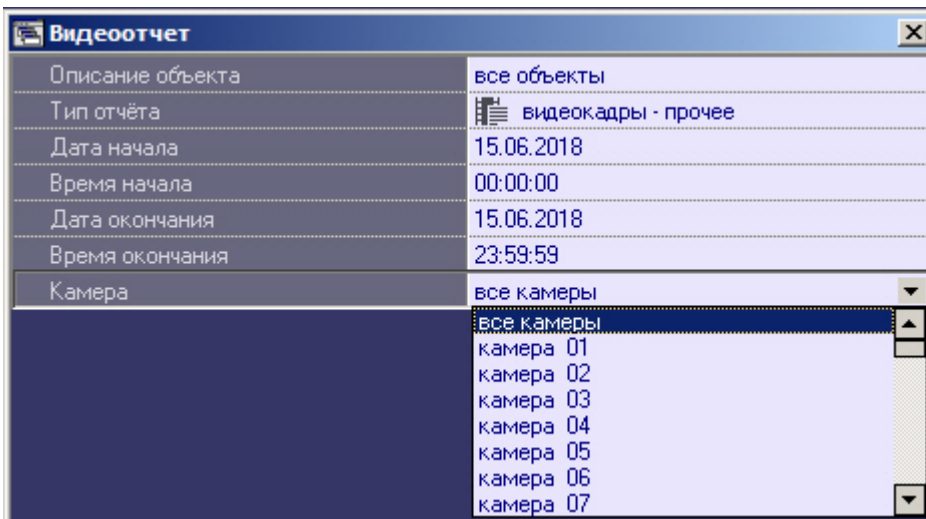 Видеоотчет
Описание объекта все объекты
Тип отчёта видеокадры - прочее
Дата начала 15.06.2018
Время начала 00:00:00
Дата окончания 15.06.2018
Время окончания 23:59:59
Камера все камеры
все камеры
камера 01
камера 02
камера 03
камера 04
камера 05
камера 06
камера 07